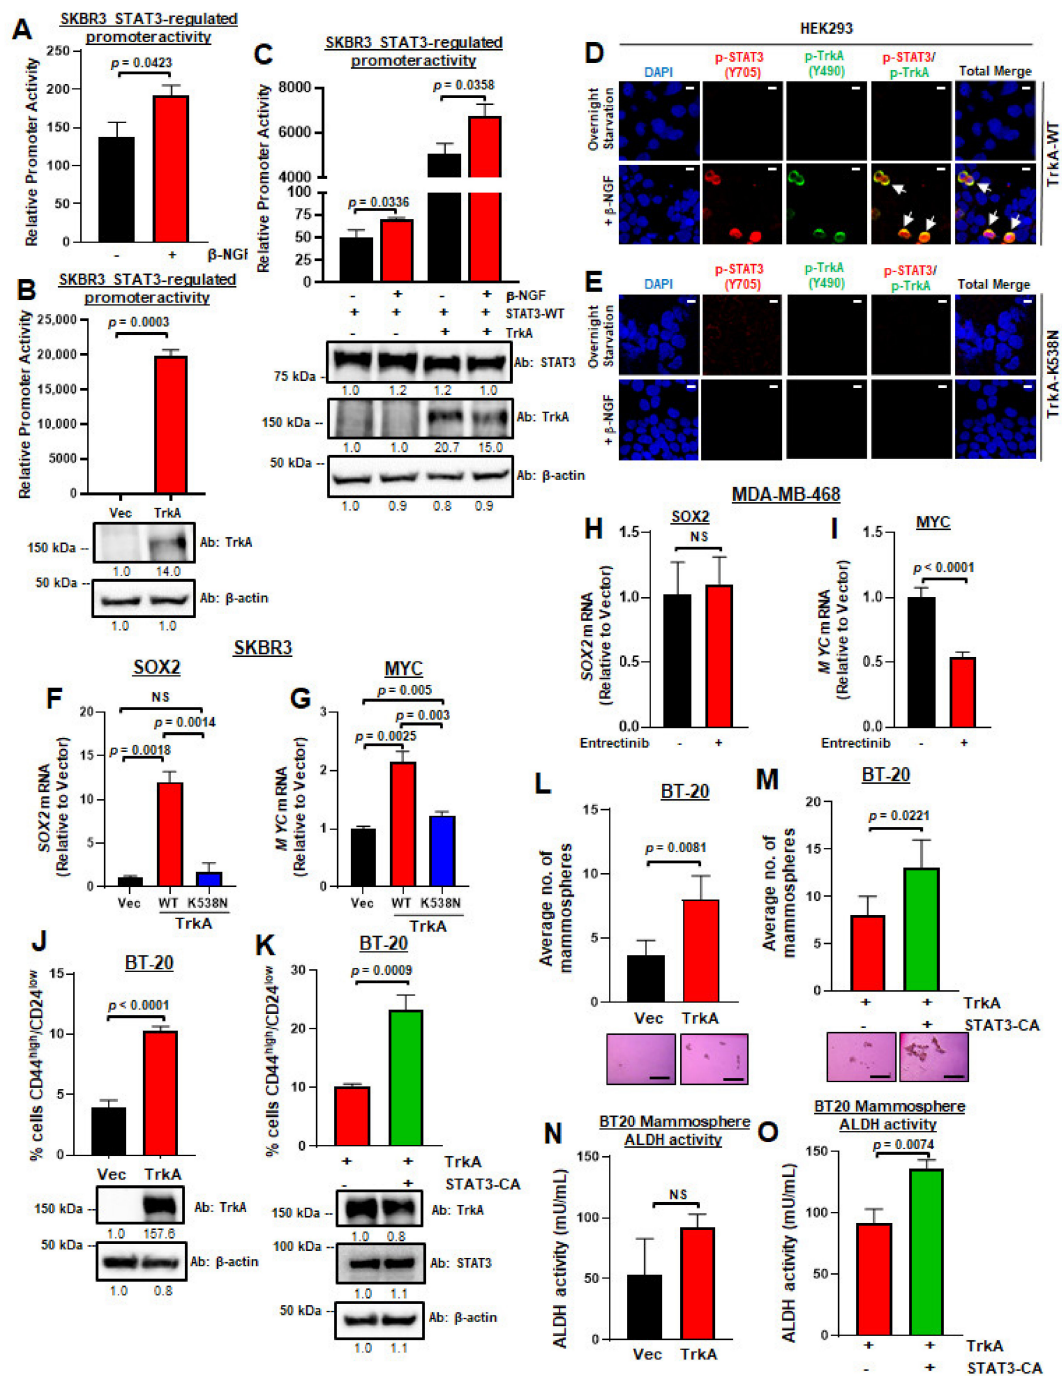 A
SKBR3 STAT3-regulated
promoteractivity
Relative Promoter Activity
250
200
150
100
50
0
p = 0.0423
- + β-NGF
B
SKBR3 STAT3-regulated
promoteractivity
Relative Promoter Activity
25,000
20,000
15,000
10,000
5000
0
p = 0.0003
Vec TrkA
150 kDa -- Ab: TrkA
1.0 14.0
50 kDa -- Ab: β-actin
1.0 1.0
C
SKBR3 STAT3-regulated
promoteractivity
Relative Promoter Activity
8000
6000
4000
100
75
50
25
0
p = 0.0358
p = 0.0336
- + - + β-NGF
+ + + + STAT3-WT
- - + + TrkA
75 kDa -- Ab: STAT3
1.0 1.2 1.2 1.0
150 kDa -- Ab: TrkA
1.0 1.0 20.7 15.0
50 kDa -- Ab: β-actin
1.0 0.9 0.8 0.9
HEK293
D
DAPI
p-STAT3
(Y705)
p-TrkA
(Y490)
p-STAT3/
p-TrkA
Total Merge
Overnight
Starvation
+ β-NGF
TrkA-WT
E
DAPI
p-STAT3
(Y705)
p-TrkA
(Y490)
p-STAT3/
p-TrkA
Total Merge
Overnight
Starvation
+ β-NGF
TrkA-K538N
SKBR3
F
SOX2
SOX2 mRNA
(Relative to Vector)
20
15
10
5
0
NS
p = 0.0014
p = 0.0018
Vec WT K538N
TrkA
G
MYC
MYC mRNA
(Relative to Vector)
3
2
1
0
p = 0.005
p = 0.003
p = 0.0025
Vec WT K538N
TrkA
MDA-MB-468
H
SOX2
SOX2 mRNA
(Relative to Vector)
1.5
1.0
0.5
0.0
NS
Entrectinib - +
I
MYC
MYC mRNA
(Relative to Vector)
1.5
1.0
0.5
0.0
p < 0.0001
Entrectinib - +
J
BT-20
% cells CD44high/CD24low
15
10
5
0
p < 0.0001
Vec TrkA
150 kDa -- Ab: TrkA
1.0 157.6
50 kDa -- Ab: β-actin
1.0 0.8
K
BT-20
% cells CD44high/CD24low
30
20
10
0
p = 0.0009
+ + TrkA
- + STAT3-CA
150 kDa -- Ab: TrkA
1.0 0.8
100 kDa -- Ab: STAT3
1.0 1.1
50 kDa -- Ab: β-actin
1.0 1.1
L
BT-20
Average no. of
mammospheres
15
10
5
0
p = 0.0081
Vec TrkA
M
BT-20
Average no. of
mammospheres
20
15
10
5
0
p = 0.0221
+ + TrkA
- + STAT3-CA
N
BT20 Mammosphere
ALDH activity
ALDH activity (mU/mL)
150
100
50
0
NS
Vec TrkA
O
BT20 Mammosphere
ALDH activity
ALDH activity (mU/mL)
150
100
50
0
p = 0.0074
+ + TrkA
- + STAT3-CA